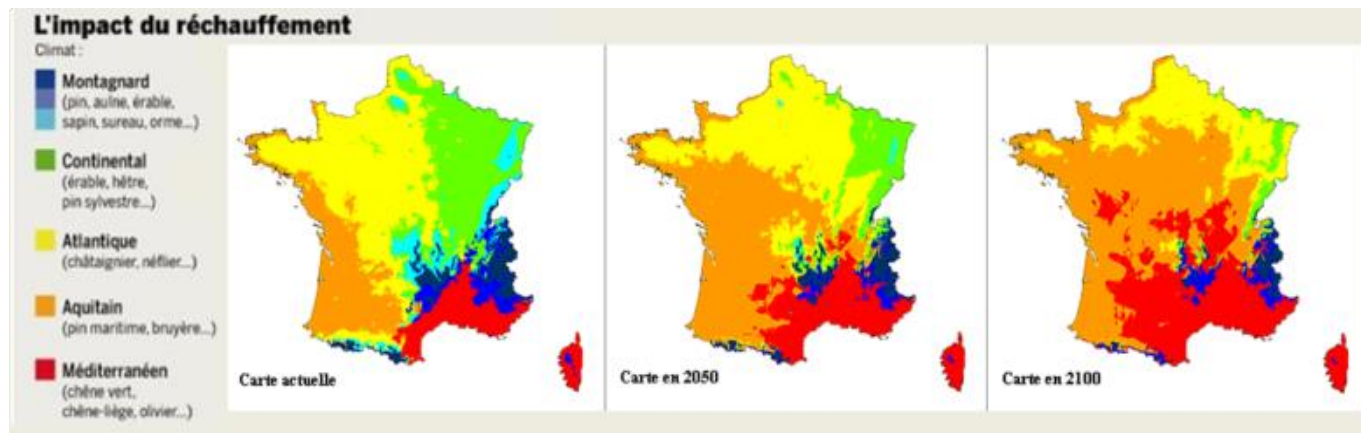 L'impact du réchauffement
Climat :
Montagnard
(pin, aulne, érable,
sapin, sureau, orme...)
Continental
(érable, hêtre,
pin sylvestre...)
Atlantique
(châtaignier, néflier...)
Aquitain
(pin maritime, bruyère...)
Méditerranéen
(chêne vert,
chêne-liège, olivier...)
Carte actuelle
Carte en 2050
Carte en 2100